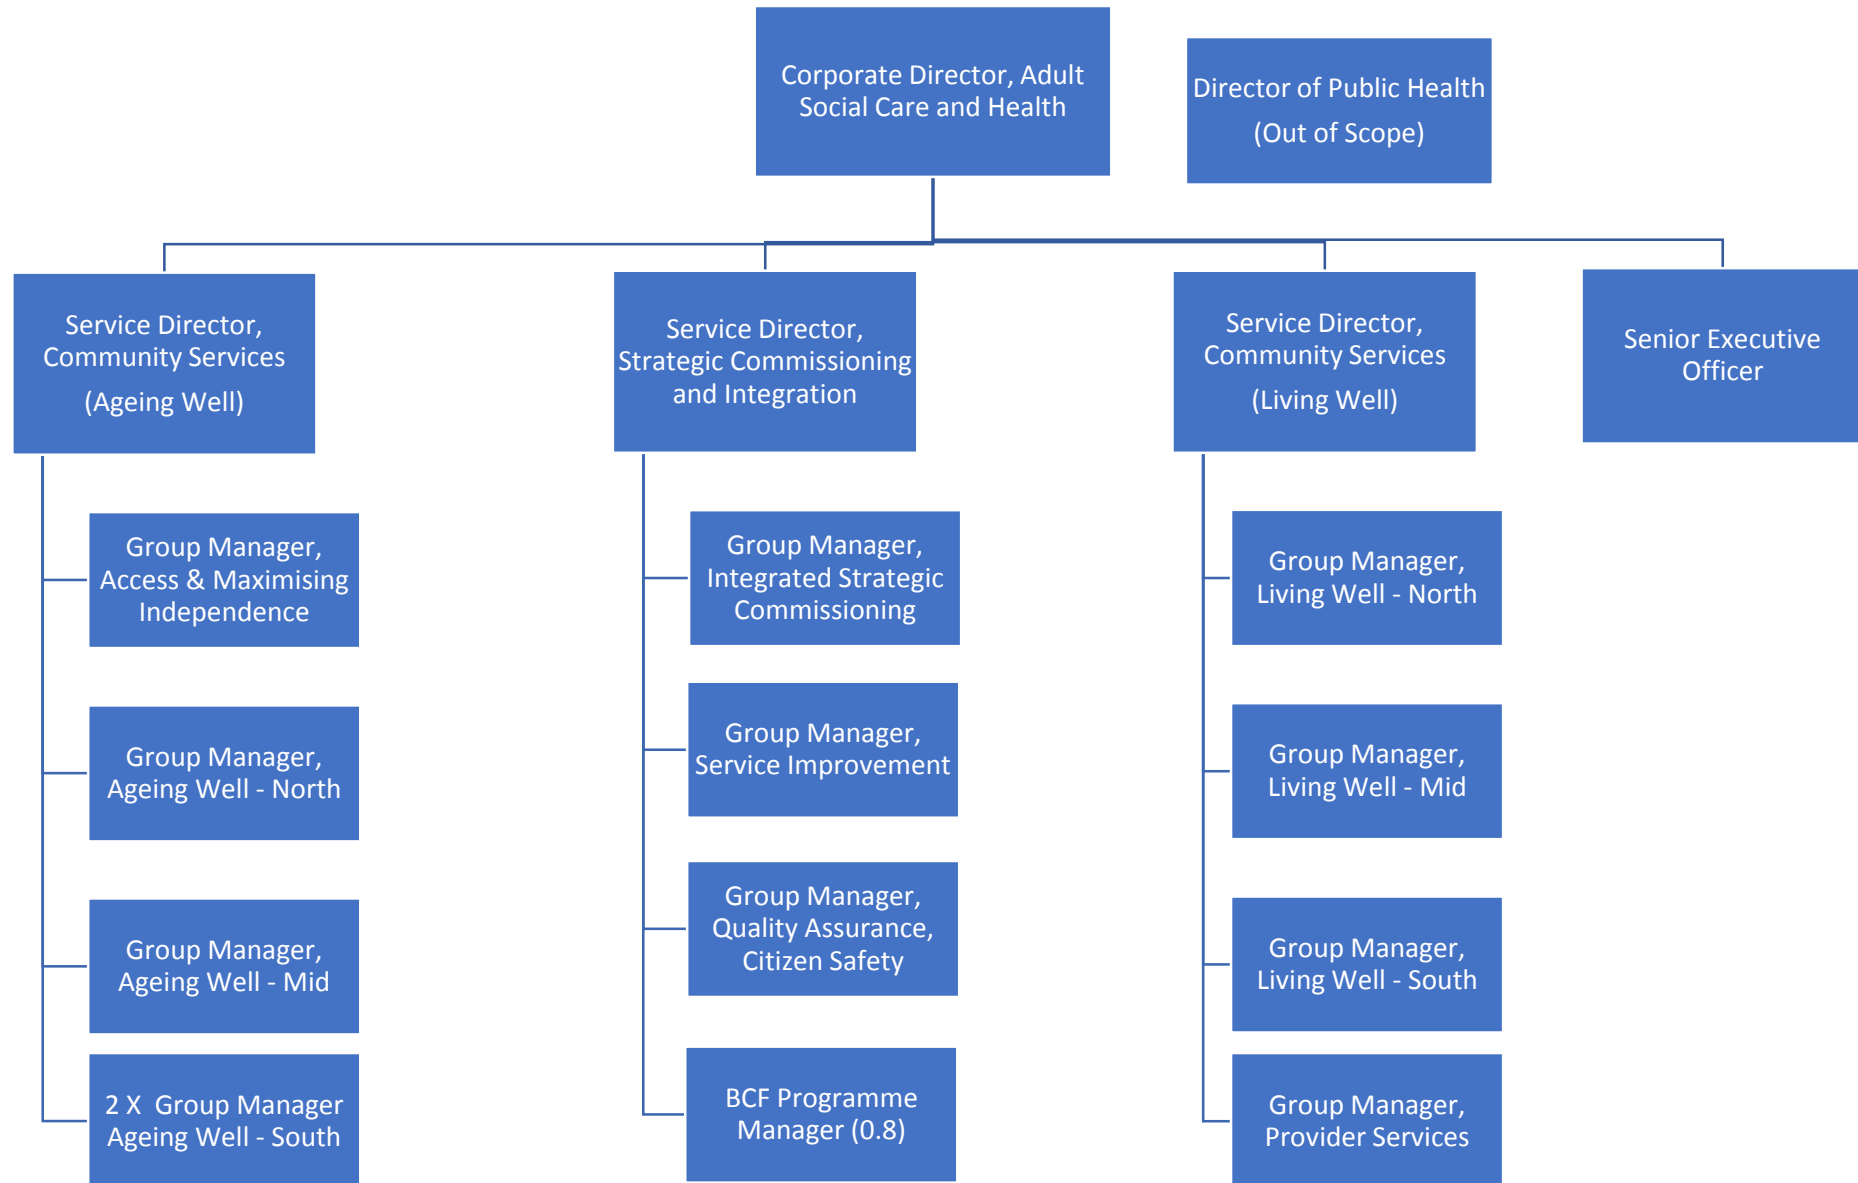 Corporate Director, Adult
Social Care and Health
Director of Public Health
(Out of Scope)
Service Director,
Community Services
(Ageing Well)
Service Director,
Strategic Commissioning
and Integration
Service Director,
Community Services
(Living Well)
Senior Executive
Officer
Group Manager,
Access & Maximising
Independence
Group Manager,
Ageing Well - North
Group Manager,
Ageing Well - Mid
2 X  Group Manager
Ageing Well - South
Group Manager,
Integrated Strategic
Commissioning
Group Manager,
Service Improvement
Group Manager,
Quality Assurance,
Citizen Safety
BCF Programme
Manager (0.8)
Group Manager,
Living Well - North
Group Manager,
Living Well - Mid
Group Manager,
Living Well - South
Group Manager,
Provider Services